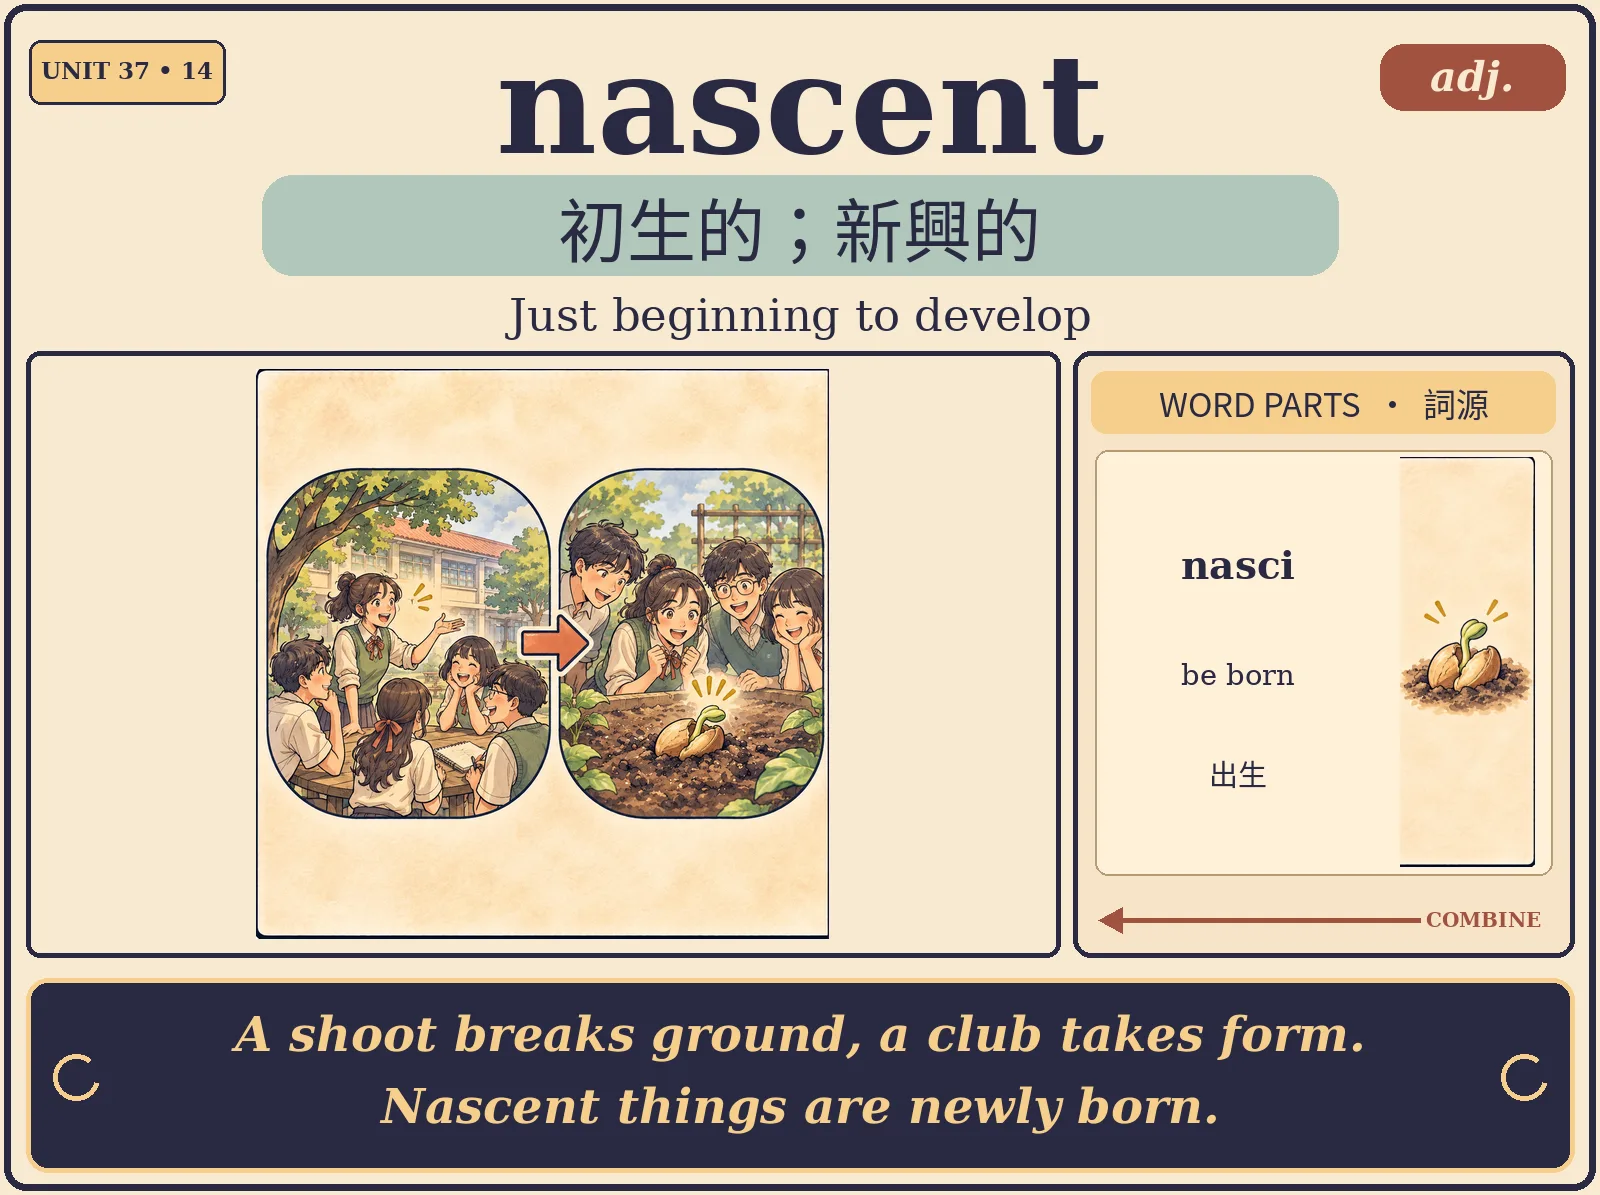 UNIT 37 • 14
nascent
adj.
初生的；新興的
Just beginning to develop
WORD PARTS • 詞源
nasci
be born
出生
COMBINE
A shoot breaks ground, a club takes form.
Nascent things are newly born.